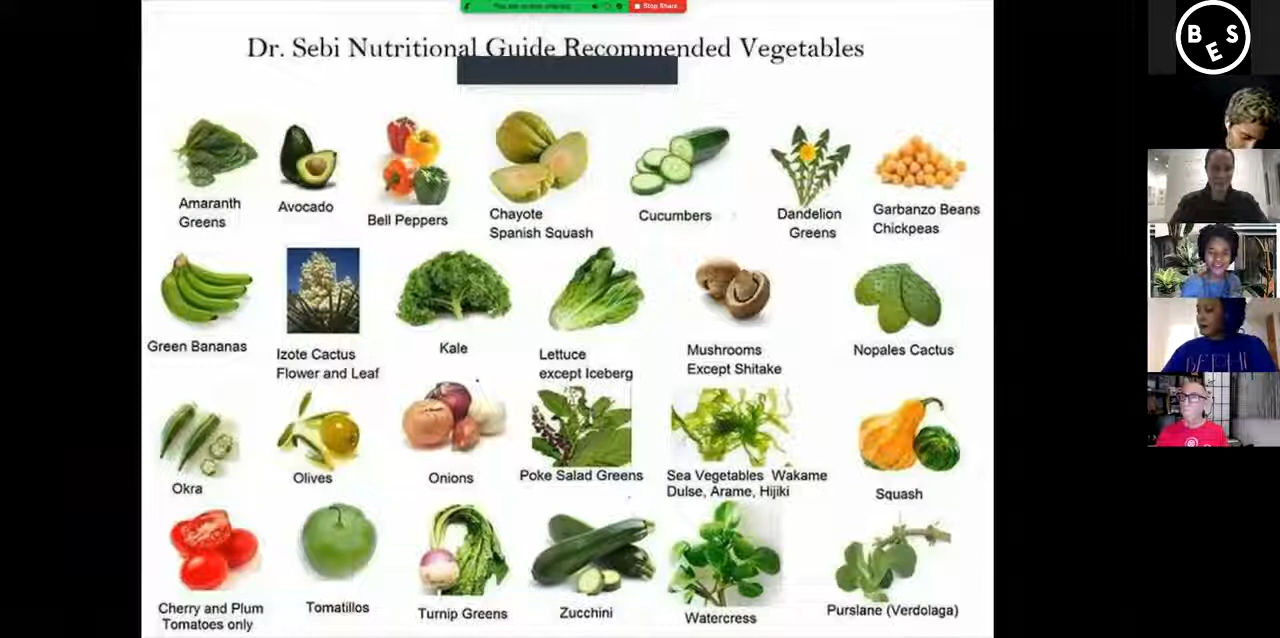 Stop Share
Dr. Sebi Nutritional Guide Recommended Vegetables
BES
Amaranth
Greens
Avocado
Bell Peppers
Chayote
Spanish Squash
Cucumbers
Dandelion
Greens
Garbanzo Beans
Chickpeas
Green Bananas
Izote Cactus
Flower and Leaf
Kale
Lettuce
except Iceberg
Mushrooms
Except Shitake
Nopales Cactus
Okra
Olives
Onions
Poke Salad Greens
Sea Vegetables Wakame
Dulse, Arame, Hijiki
Squash
Cherry and Plum
Tomatoes only
Tomatillos
Turnip Greens
Zucchini
Watercress
Purslane (Verdolaga)